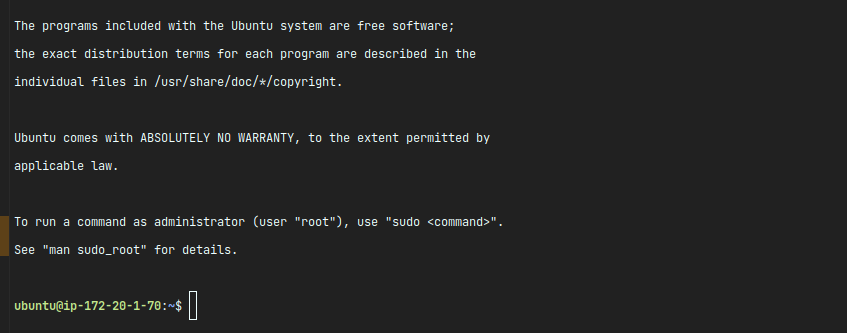 The programs included with the Ubuntu system are free software;
the exact distribution terms for each program are described in the
individual files in /usr/share/doc/*/copyright.
Ubuntu comes with ABSOLUTELY NO WARRANTY, to the extent permitted by
applicable law.
To run a command as administrator (user "root"), use "sudo <command>".
See "man sudo_root" for details.
ubuntu@ip-172-20-1-70:~$